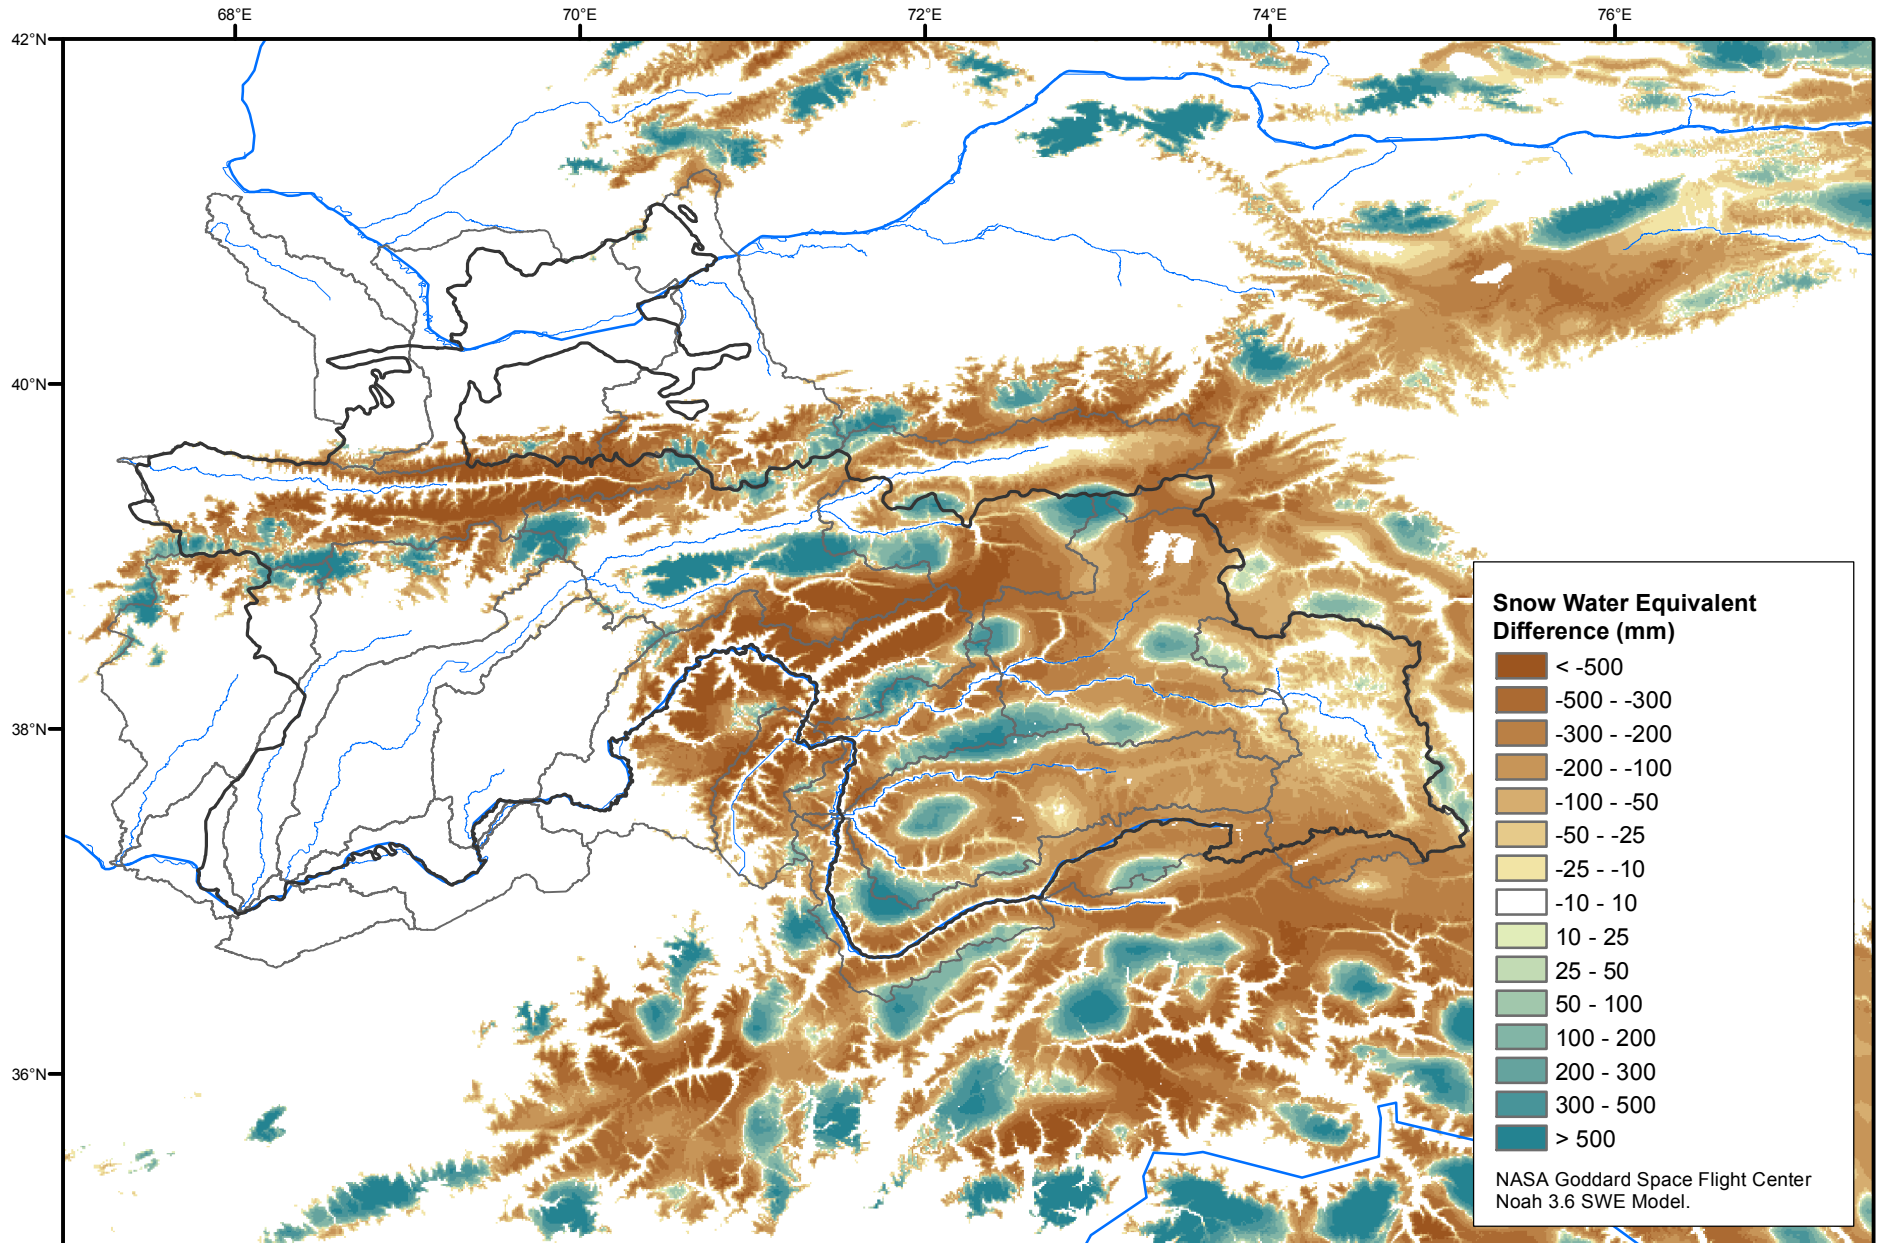 68°E
70°E
72°E
74°E
76°E
42°N
40°N
38°N
36°N
Snow Water Equivalent
Difference (mm)
< -500
-500 - -300
-300 - -200
-200 - -100
-100 - -50
-50 - -25
-25 - -10
-10 - 10
10 - 25
25 - 50
50 - 100
100 - 200
200 - 300
300 - 500
> 500
NASA Goddard Space Flight Center
Noah 3.6 SWE Model.